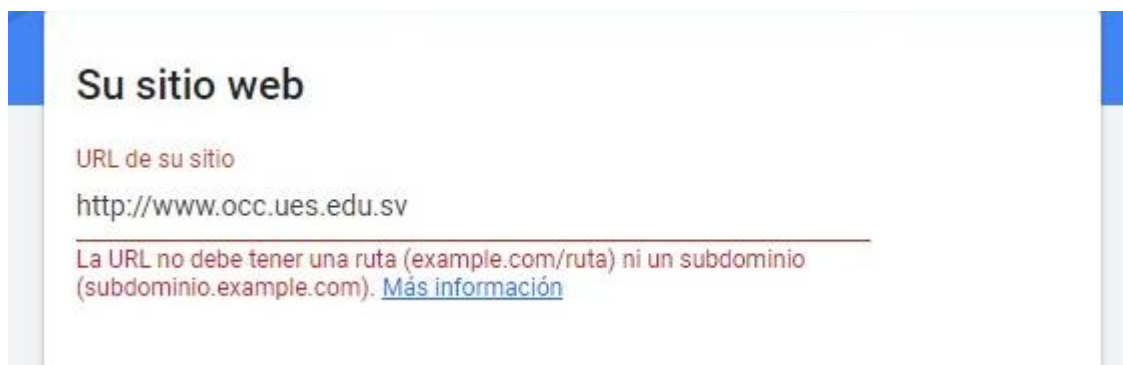 Su sitio web
URL de su sitio
http://www.occ.ues.edu.sv
La URL no debe tener una ruta (example.com/ruta) ni un subdominio
(subdominio.example.com). Más información